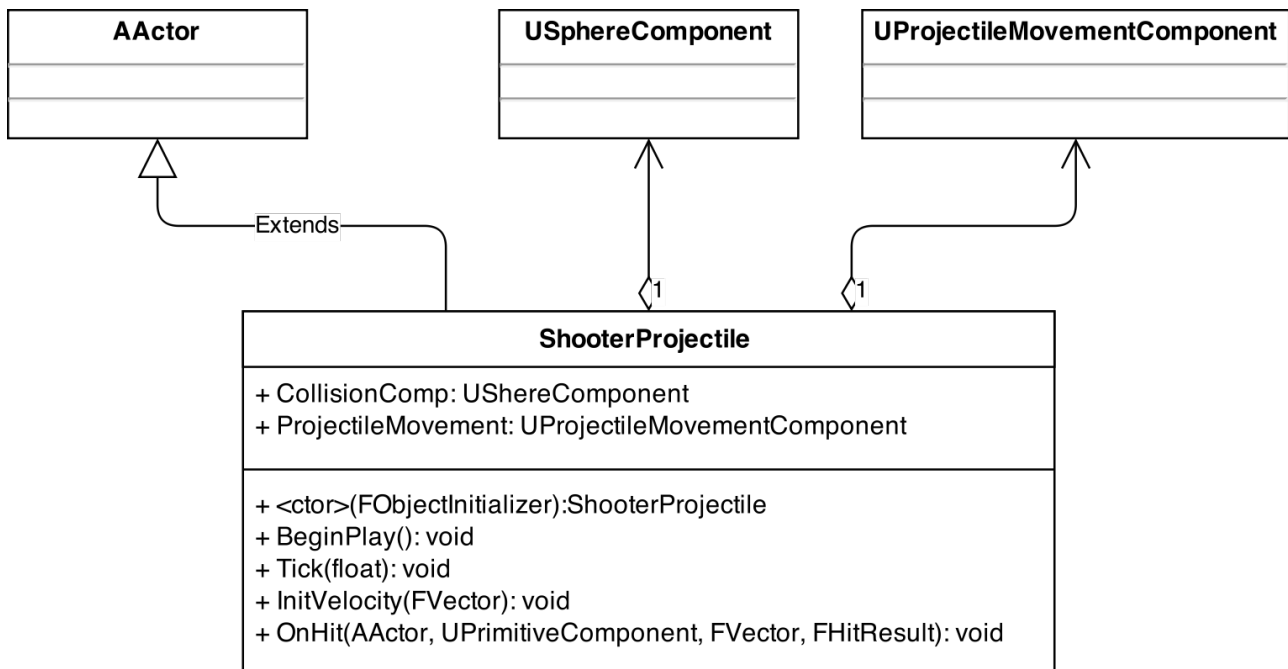 AActor
USphereComponent
UProjectileMovementComponent
Extends
1
1
ShooterProjectile
+ CollisionComp: UShereComponent
+ ProjectileMovement: UProjectileMovementComponent
+ <ctor>(FObjectInitializer):ShooterProjectile
+ BeginPlay(): void
+ Tick(float): void
+ InitVelocity(FVector): void
+ OnHit(AActor, UPrimitiveComponent, FVector, FHitResult): void